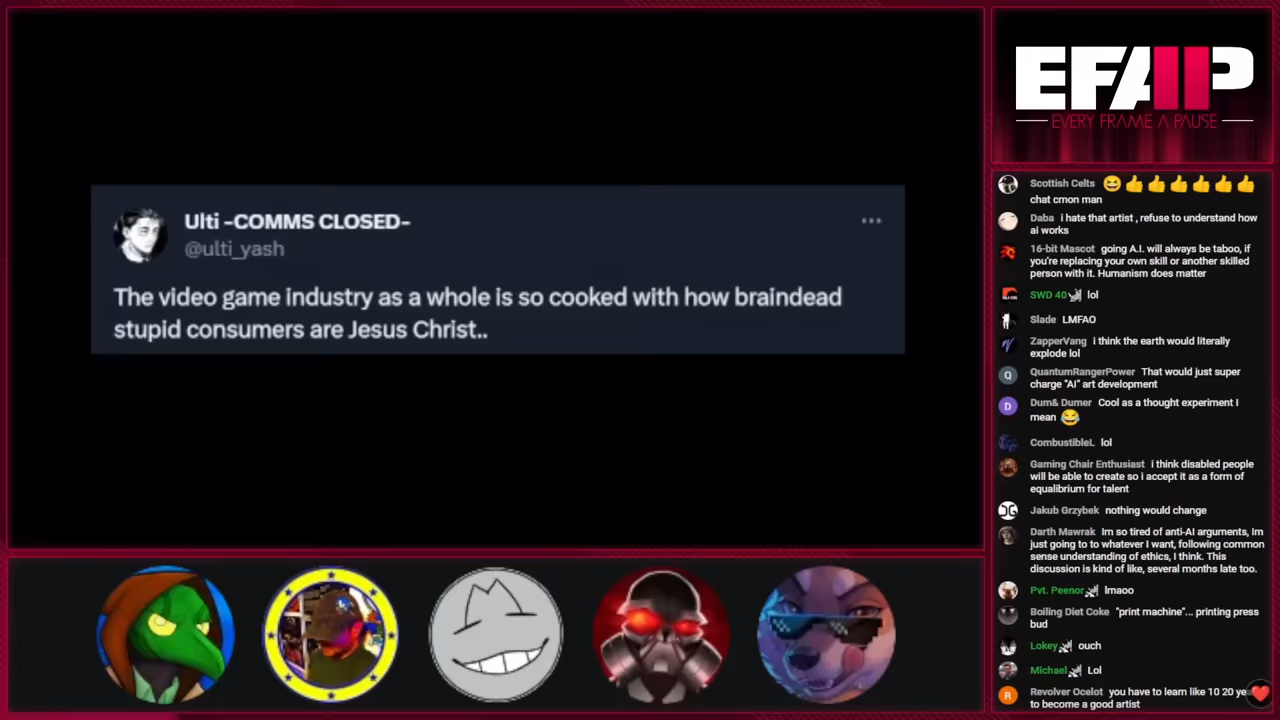 Ulti -COMMS CLOSED-
@ulti_yash
The video game industry as a whole is so cooked with how braindead
stupid consumers are Jesus Christ..
EFAP
EVERY FRAME A PAUSE
Scottish Celts 😆👍👍👍👍👍👍
chat cmon man
Daba i hate that artist , refuse to understand how
ai works
16-bit Mascot going A.I. will always be taboo, if
you're replacing your own skill or another skilled
person with it. Humanism does matter
SWD 40 lol
Slade LMFAO
ZapperVang i think the earth would literally
explode lol
QuantumRangerPower That would just super
charge "AI" art development
Dum& Dumer Cool as a thought experiment I
mean 😂
CombustibleL lol
Gaming Chair Enthusiast i think disabled people
will be able to create so i accept it as a form of
equalibrium for talent
Jakub Grzybek nothing would change
Darth Mawrak Im so tired of anti-AI arguments, Im
just going to to whatever I want, following common
sense understanding of ethics, I think. This
discussion is kind of like, several months late too.
Pvt. Peenor lmaoo
Boiling Diet Coke "print machine"... printing press
bud
Lokey ouch
Michael Lol
Revolver Ocelot you have to learn like 10 20
to become a good artist